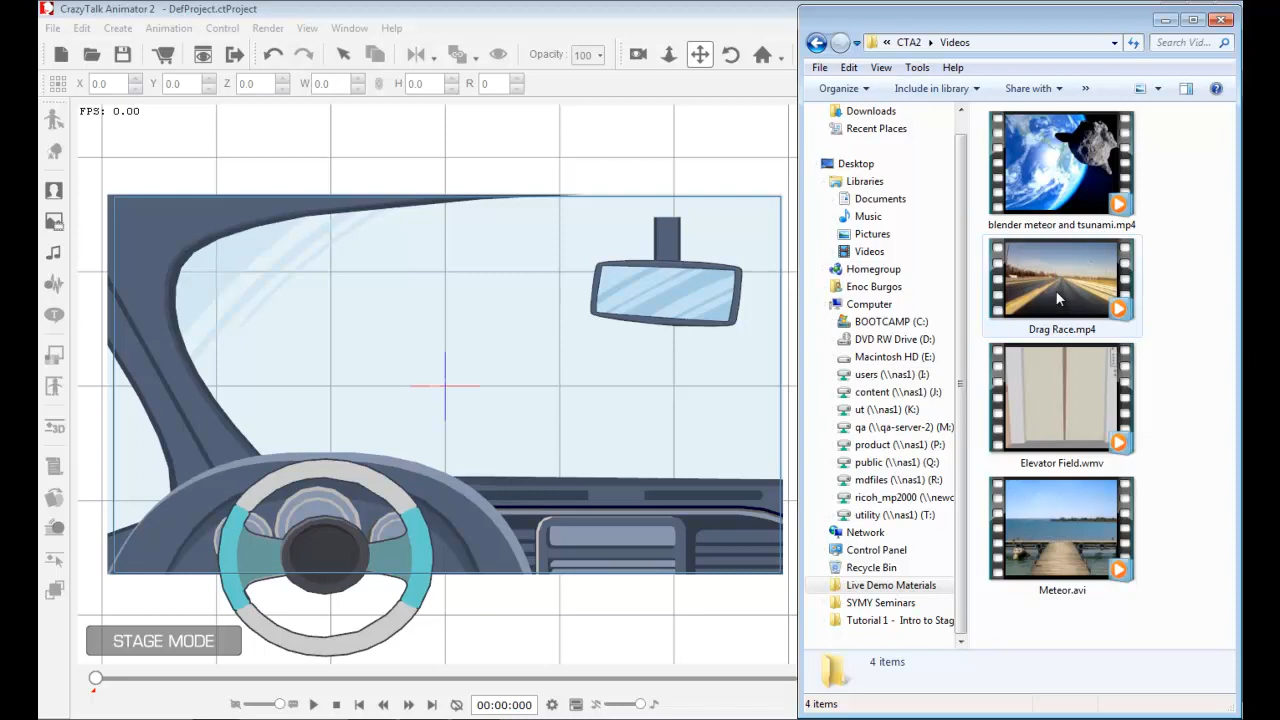 CrazyTalk Animator 2 - DefProject.ctProject
File Edit Create Animation Control Render View Window Help
Opacity: 100
X 0.0 Y 0.0 Z 0.0 W 0.0 H 0.0 R 0
FPS: 0.00
STAGE MODE
00:00:000
« CTA2 Videos Search Vid...
File Edit View Tools Help
Organize Include in library Share with »
Downloads
Recent Places
Desktop
Libraries
Documents
Music
Pictures
Videos
Homegroup
Enoc Burgos
Computer
BOOTCAMP (C:)
DVD RW Drive (D:)
Macintosh HD (E:)
users (\\nas1) (I:)
content (\\nas1) (J:)
ut (\\nas1) (K:)
qa (\\qa-server-2) (M:)
product (\\nas1) (P:)
public (\\nas1) (Q:)
mdfiles (\\nas1) (R:)
ricoh_mp2000 (\\newc
utility (\\nas1) (T:)
Network
Control Panel
Recycle Bin
Live Demo Materials
SYMY Seminars
Tutorial 1 - Intro to Stag
blender meteor and tsunami.mp4
Drag Race.mp4
Elevator Field.wmv
Meteor.avi
4 items
4 items